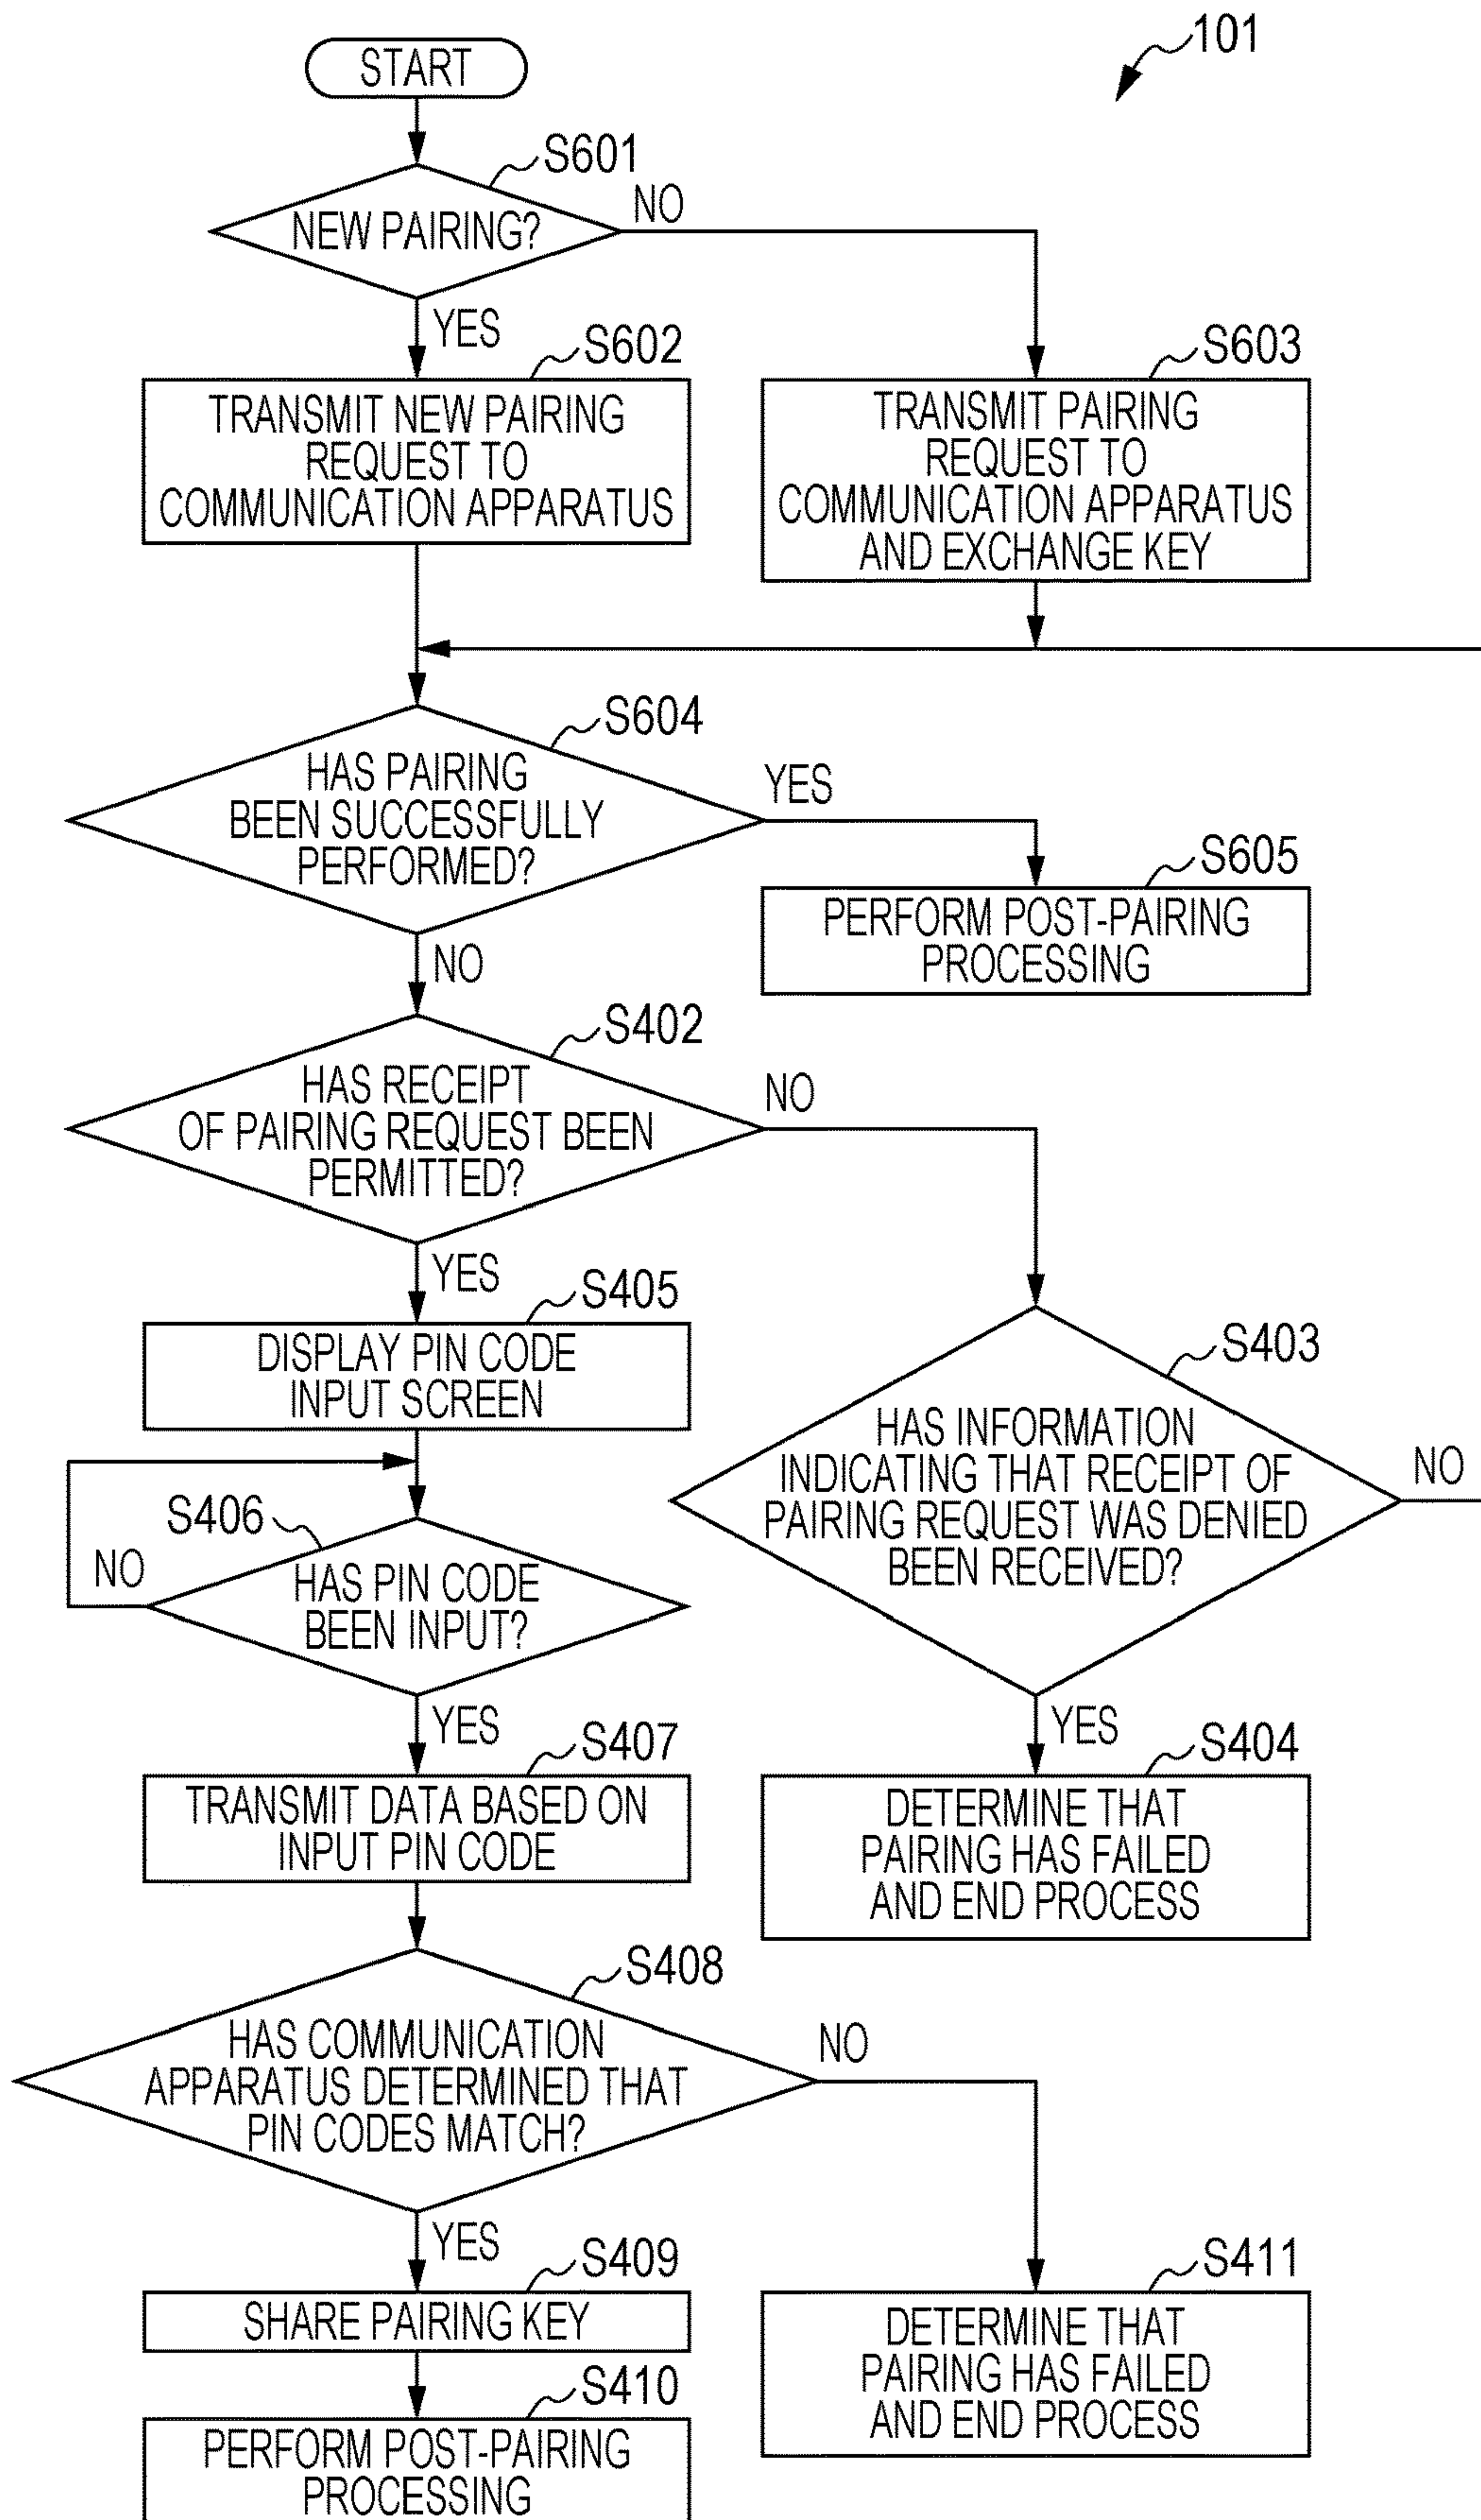 101
START
S601
NEW PAIRING?
NO
YES
S602
TRANSMIT NEW PAIRING
REQUEST TO
COMMUNICATION APPARATUS
S603
TRANSMIT PAIRING
REQUEST TO
COMMUNICATION APPARATUS
AND EXCHANGE KEY
S604
HAS PAIRING
BEEN SUCCESSFULLY
PERFORMED?
YES
NO
S605
PERFORM POST-PAIRING
PROCESSING
S402
HAS RECEIPT
OF PAIRING REQUEST BEEN
PERMITTED?
NO
YES
S405
DISPLAY PIN CODE
INPUT SCREEN
S403
HAS INFORMATION
INDICATING THAT RECEIPT OF
PAIRING REQUEST WAS DENIED
BEEN RECEIVED?
NO
YES
S406
NO
HAS PIN CODE
BEEN INPUT?
YES
S407
TRANSMIT DATA BASED ON
INPUT PIN CODE
S404
DETERMINE THAT
PAIRING HAS FAILED
AND END PROCESS
S408
HAS COMMUNICATION
APPARATUS DETERMINED THAT
PIN CODES MATCH?
NO
YES
S409
SHARE PAIRING KEY
S411
DETERMINE THAT
PAIRING HAS FAILED
AND END PROCESS
S410
PERFORM POST-PAIRING
PROCESSING